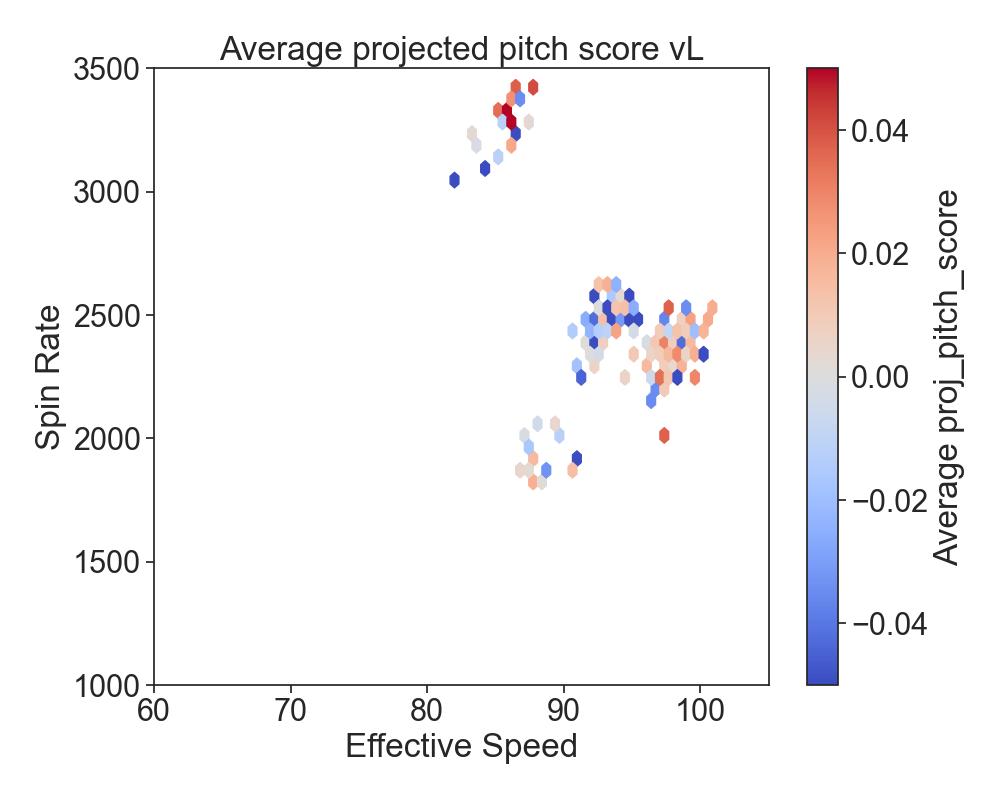 Average projected pitch score vL
3500
3000
2500
2000
1500
1000
Spin Rate
60 70 80 90 100
Effective Speed
0.04
0.02
0.00
−0.02
−0.04
Average proj_pitch_score